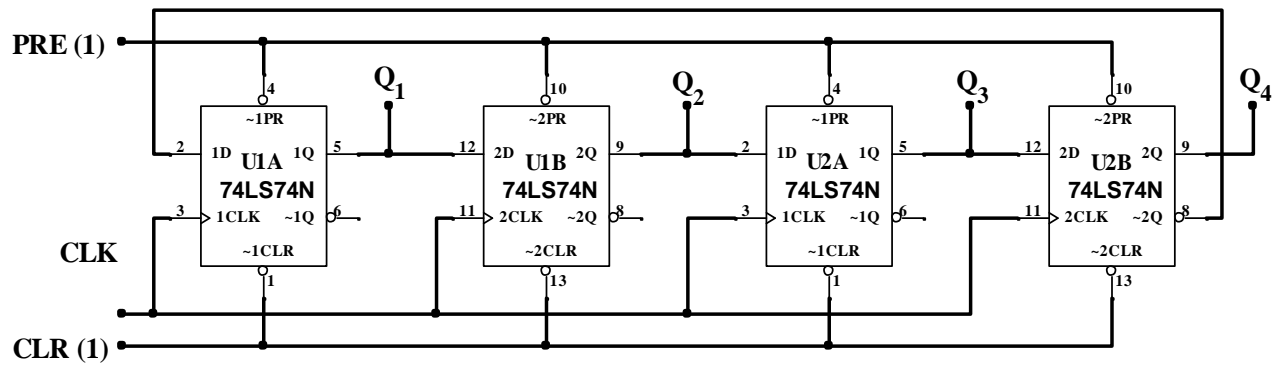 PRE (1)
Q1 Q2 Q3 Q4
4 10 4 10
~1PR ~2PR ~1PR ~2PR
2 1D U1A 1Q 5 12 2D U1B 2Q 9 2 1D U2A 1Q 5 12 2D U2B 2Q 9
74LS74N 74LS74N 74LS74N 74LS74N
3 1CLK ~1Q 6 11 2CLK ~2Q 8 3 1CLK ~1Q 6 11 2CLK ~2Q 8
CLK
~1CLR ~2CLR ~1CLR ~2CLR
1 13 1 13
CLR (1)